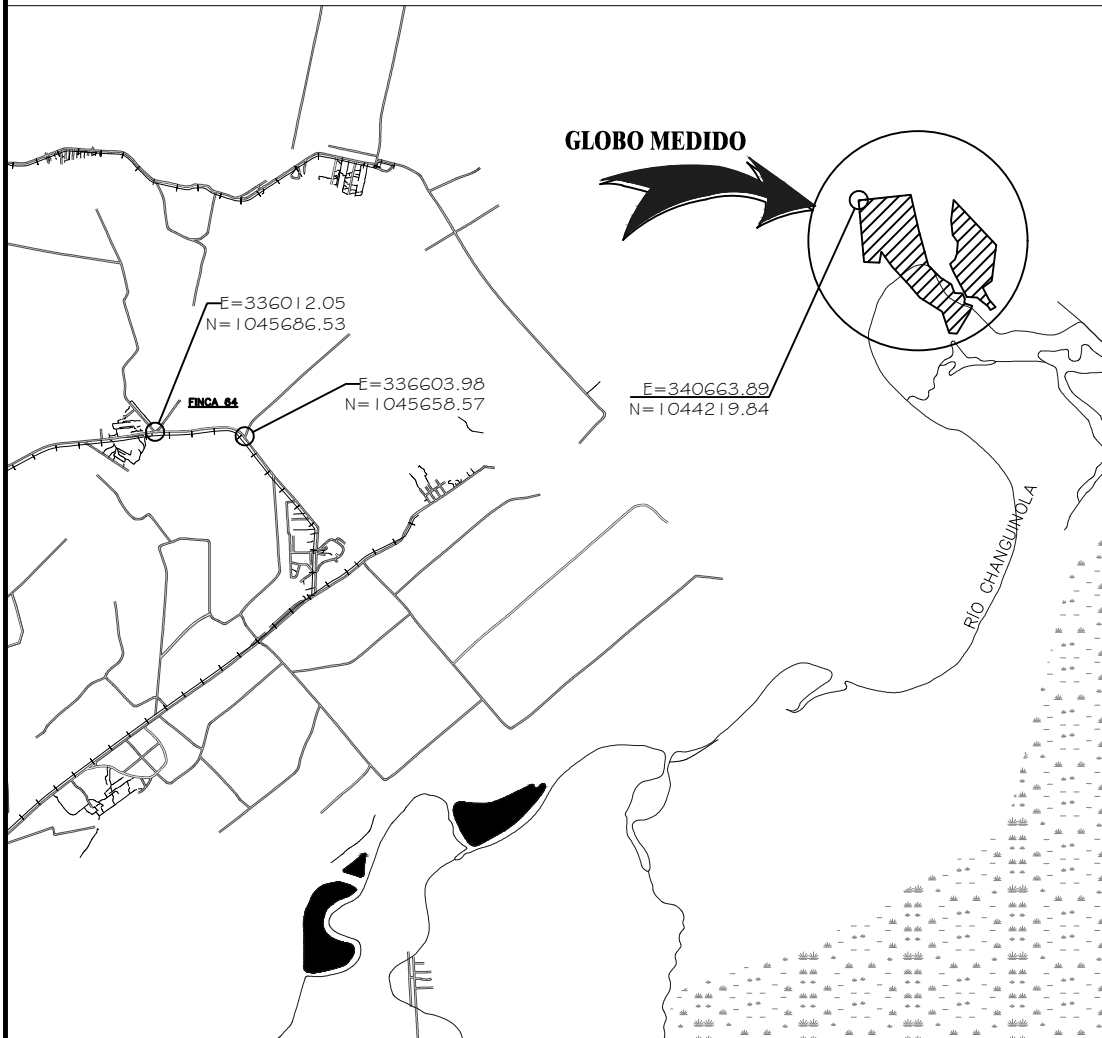 GLOBO MEDIDO
E=336012.05
N=1045686.53
E=336603.98
N=1045658.57
FINCA 64
E=340663.89
N=1044219.84
RÍO CHANGUINOLA